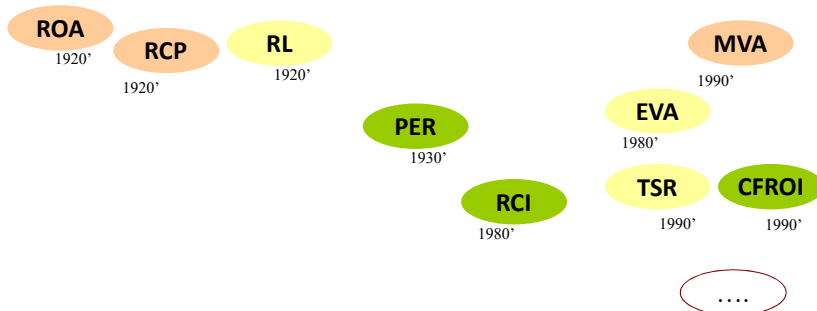 ROA
1920’
RCP
1920’
RL
1920’
MVA
1990’
EVA
1980’
PER
1930’
RCI
1980’
TSR
1990’
CFROI
1990’
....